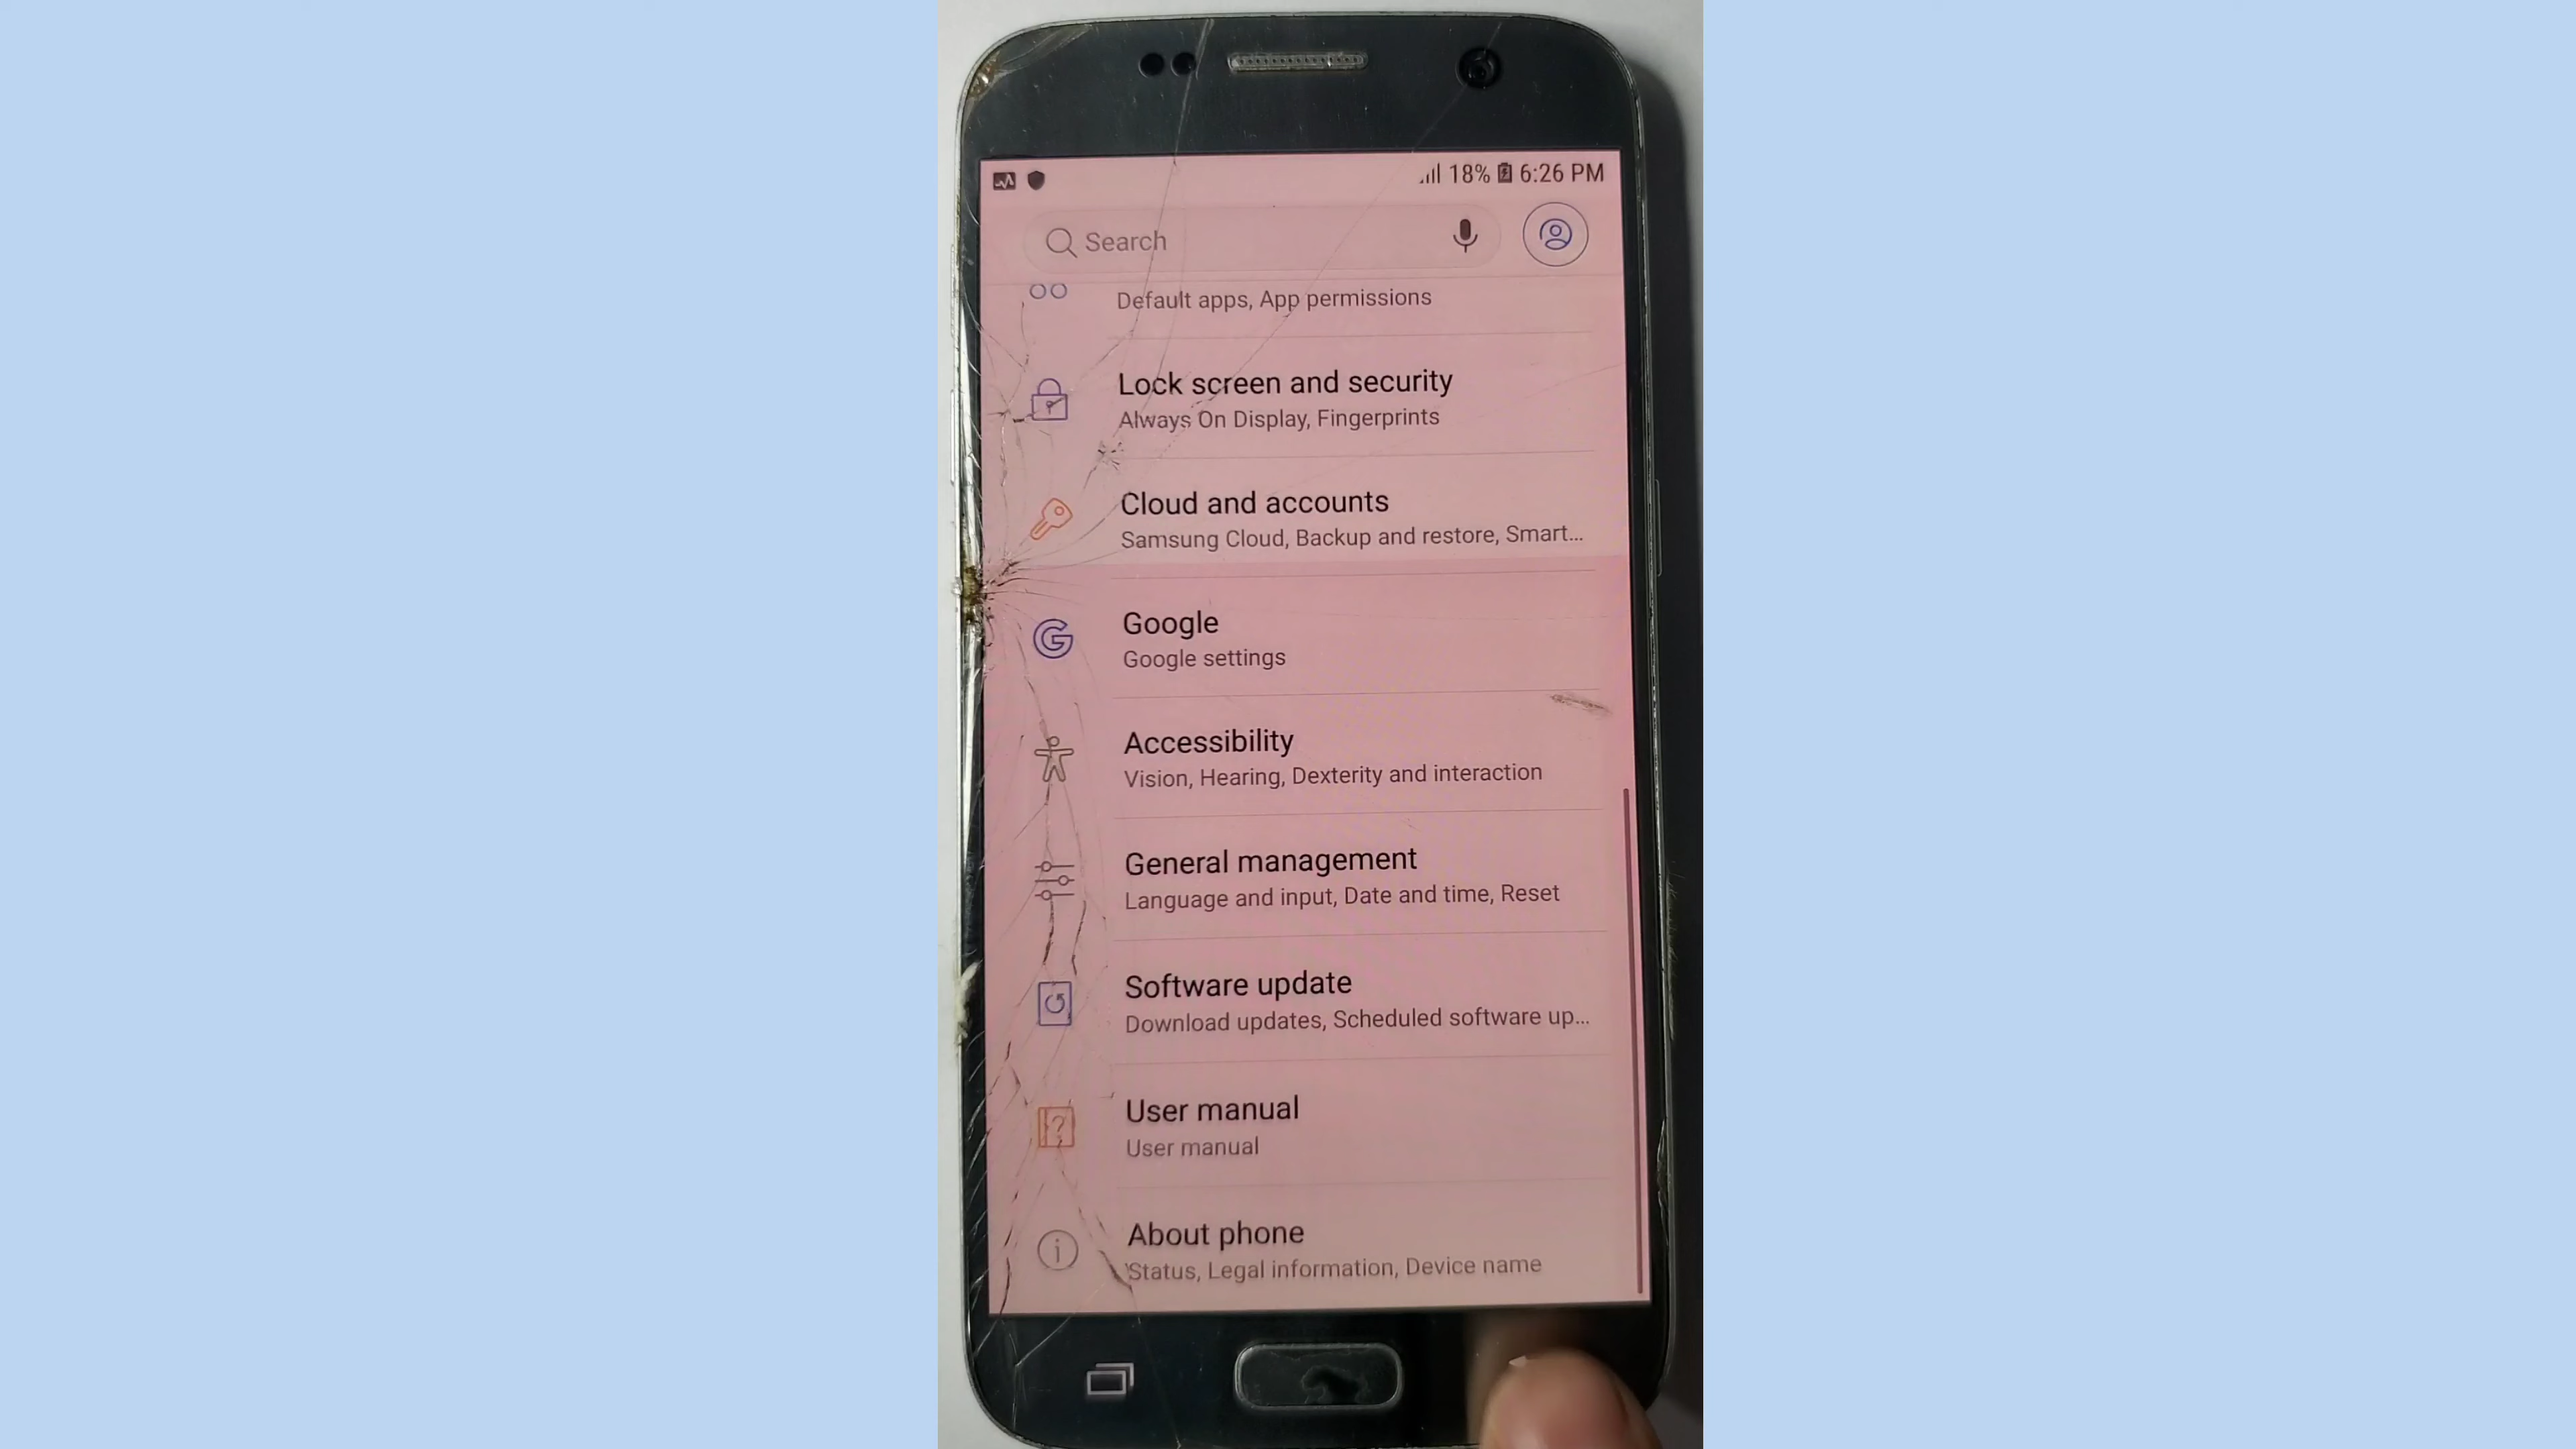 18% 6:26 PM
Search
Default apps, App permissions
Lock screen and security
Always On Display, Fingerprints
Cloud and accounts
Samsung Cloud, Backup and restore, Smart...
Google
Google settings
Accessibility
Vision, Hearing, Dexterity and interaction
General management
Language and input, Date and time, Reset
Software update
Download updates, Scheduled software up...
User manual
User manual
About phone
Status, Legal information, Device name